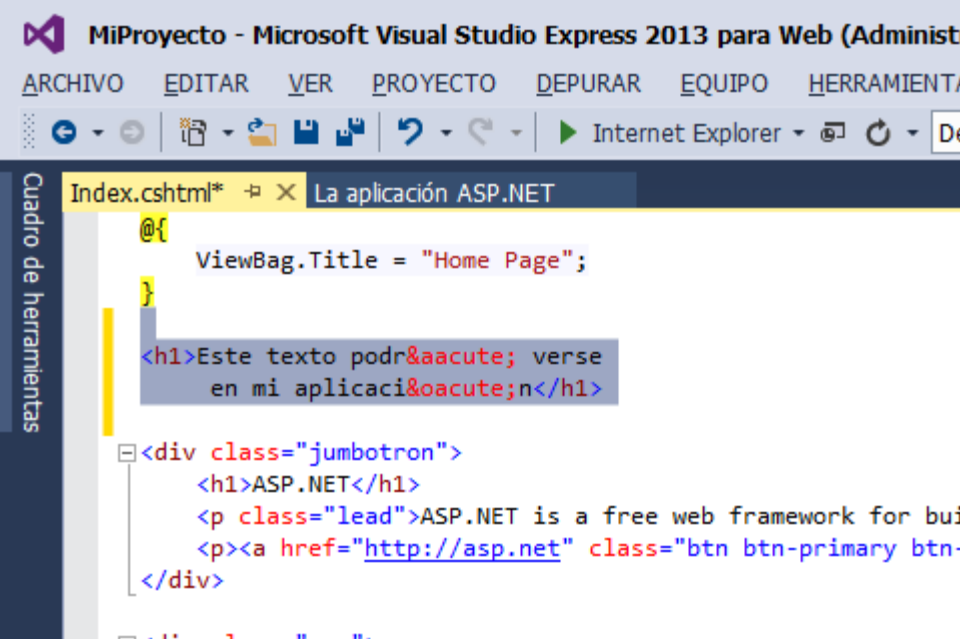 MiProyecto - Microsoft Visual Studio Express 2013 para Web (Administ
ARCHIVO EDITAR VER PROYECTO DEPURAR EQUIPO HERRAMIENTA
Internet Explorer De
Cuadro de herramientas
Index.cshtml* La aplicación ASP.NET
@{
ViewBag.Title = "Home Page";
}
<h1>Este texto podr&aacute; verse
en mi aplicaci&oacute;n</h1>
<div class="jumbotron">
<h1>ASP.NET</h1>
<p class="lead">ASP.NET is a free web framework for bui
<p><a href="http://asp.net" class="btn btn-primary btn-
</div>